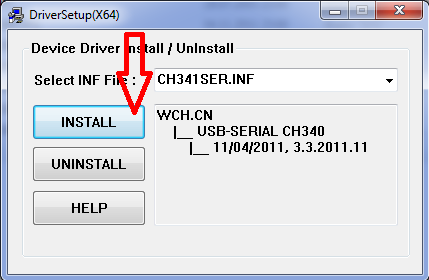 DriverSetup(X64)
Device Driver Install / UnInstall
Select INF File :
CH341SER.INF
INSTALL
UNINSTALL
HELP
WCH.CN
|__ USB-SERIAL CH340
|__ 11/04/2011, 3.3.2011.11